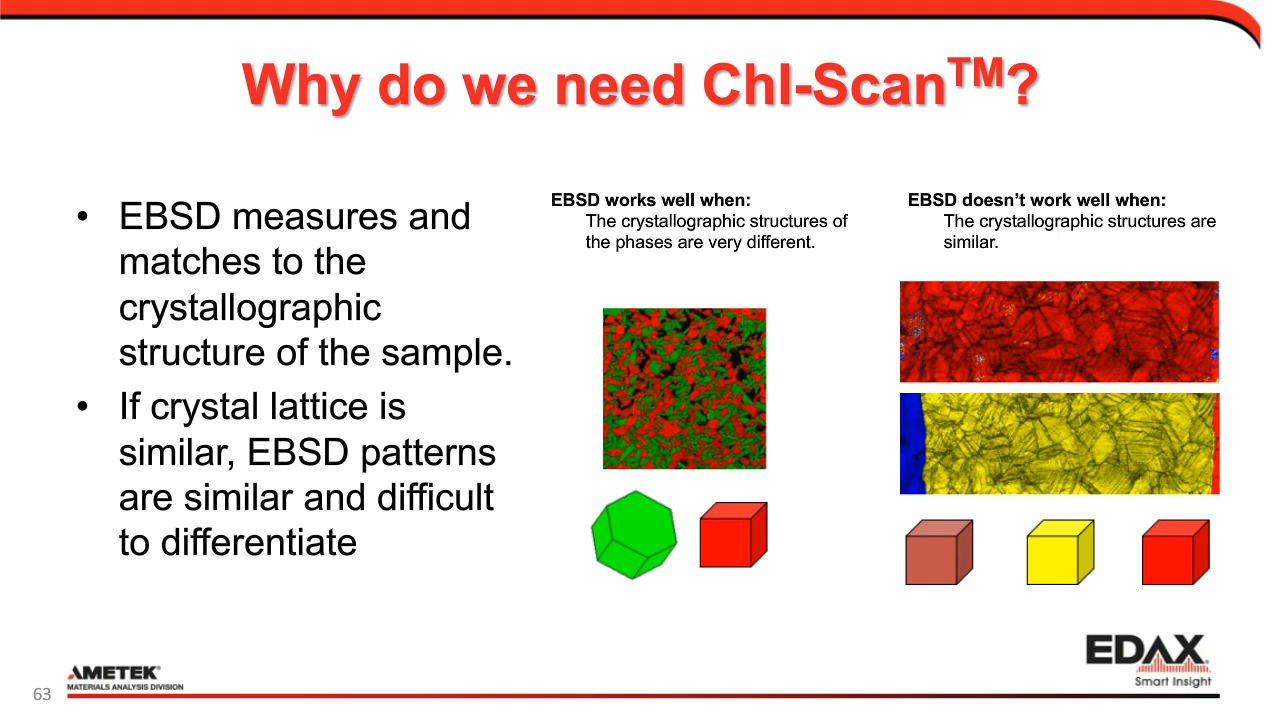 Why do we need ChI-Scan™?
• EBSD measures and
matches to the
crystallographic
structure of the sample.
• If crystal lattice is
similar, EBSD patterns
are similar and difficult
to differentiate
EBSD works well when:
The crystallographic structures of
the phases are very different.
EBSD doesn’t work well when:
The crystallographic structures are
similar.
63
AMETEK®
MATERIALS ANALYSIS DIVISION
EDAX
Smart Insight